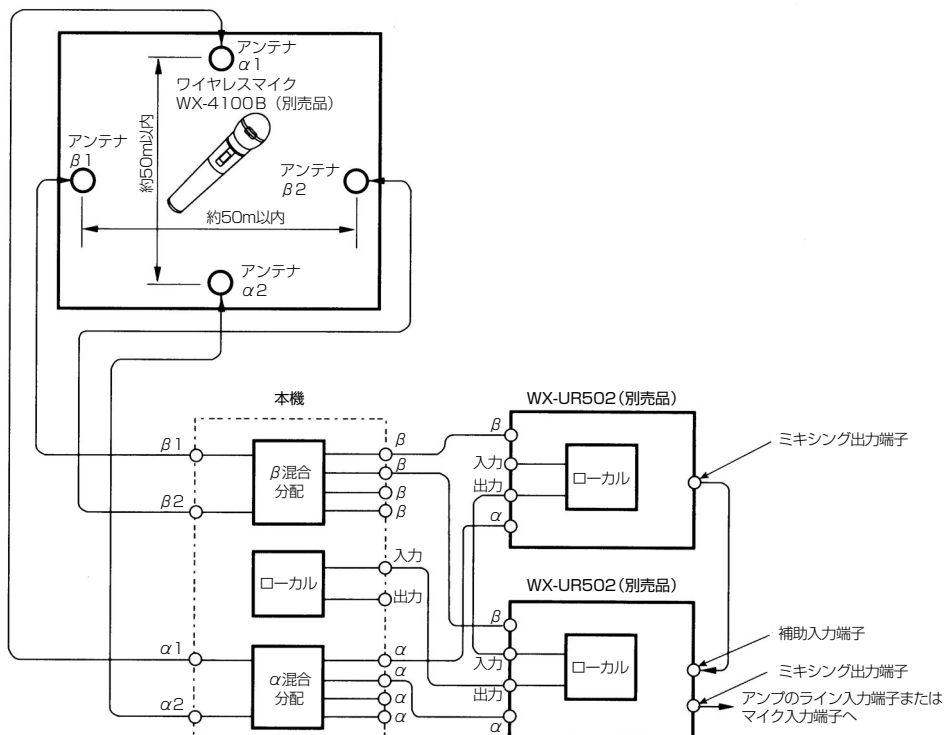 アンテナ
α1
ワイヤレスマイク
WX-4100B（別売品）
アンテナ
β1
約50m以内
アンテナ
β2
約50m以内
アンテナ
α2
本機
WX-UR502（別売品）
β1
β混合
分配
β
β
β
β
β2
β
入力
出力
α
ローカル
ミキシング出力端子
ローカル
入力
出力
WX-UR502（別売品）
α1
α混合
分配
α
α
α
α
α2
β
入力
出力
α
ローカル
補助入力端子
ミキシング出力端子
アンプのライン入力端子または
マイク入力端子へ